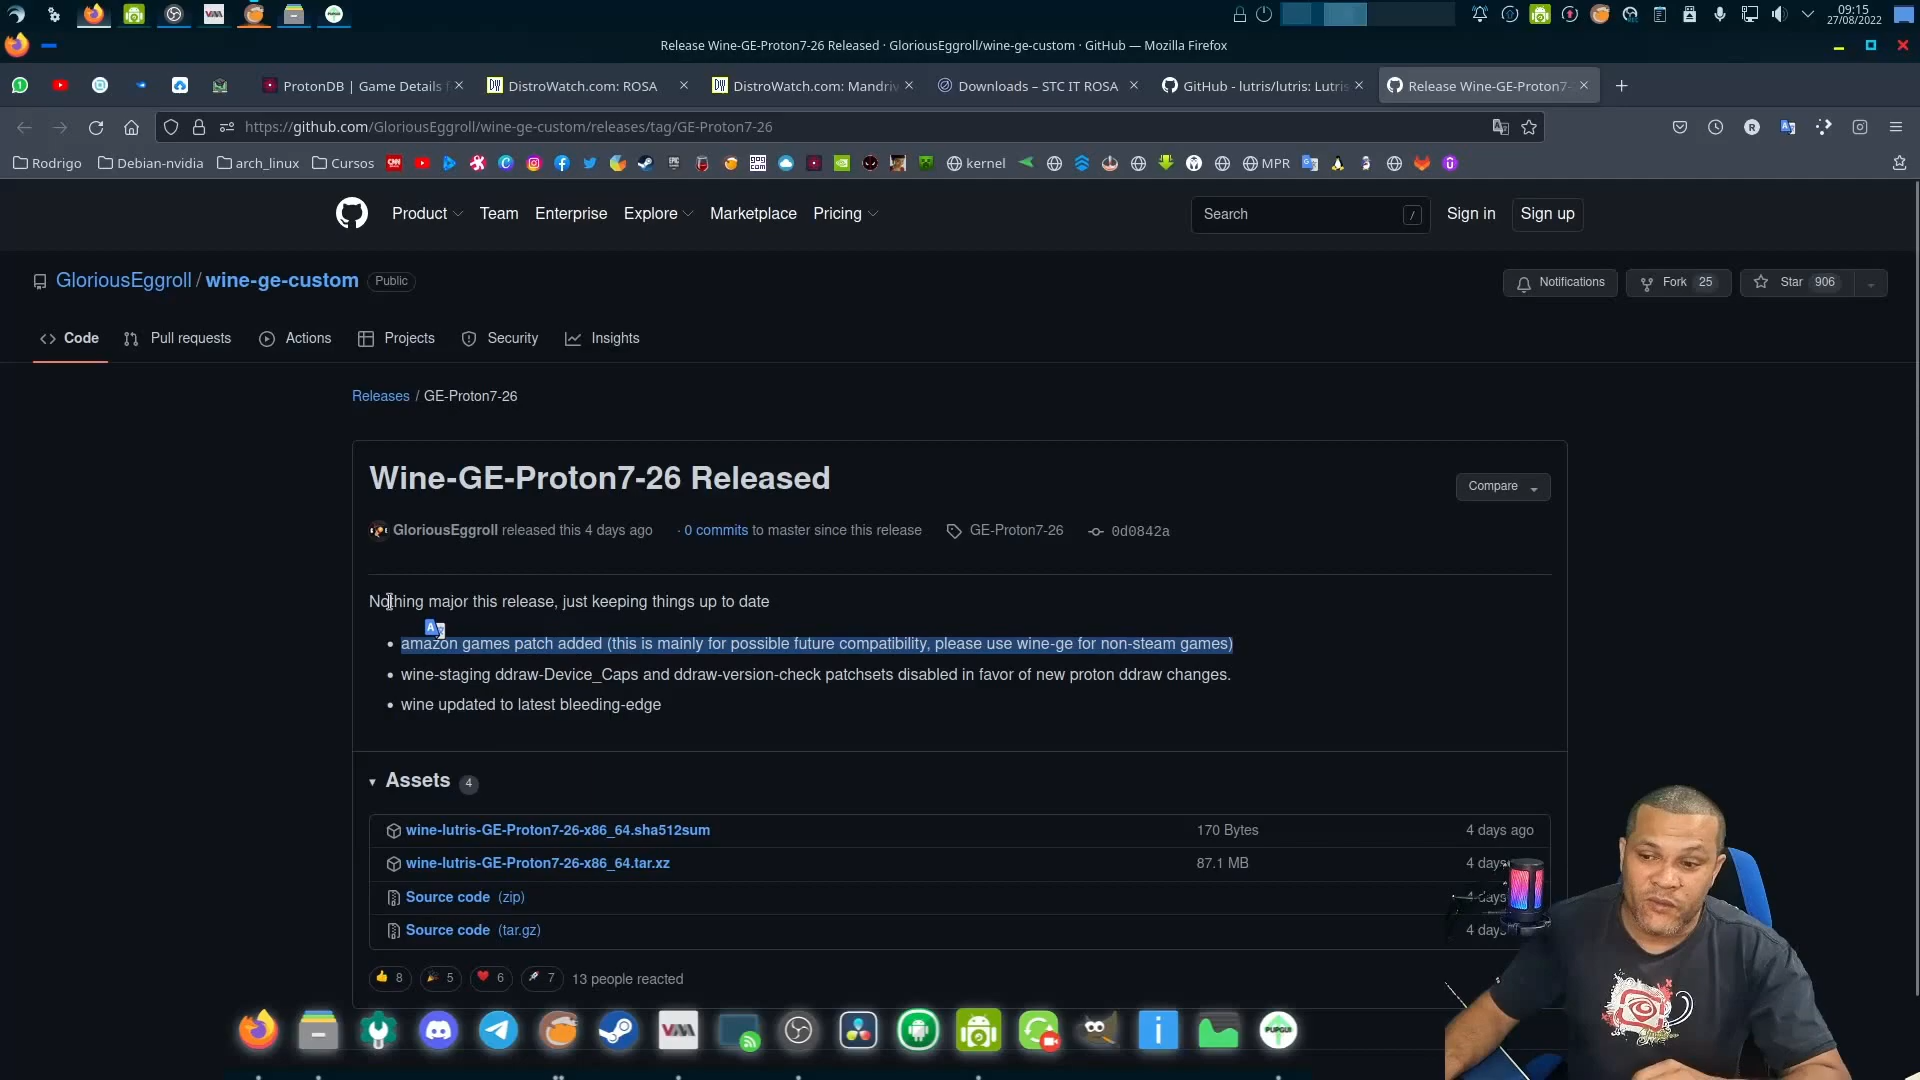 09:15
27/08/2022
Release Wine-GE-Proton7-26 Released · GloriousEggroll/wine-ge-custom · GitHub — Mozilla Firefox
ProtonDB | Game Details
DistroWatch.com: ROSA
DistroWatch.com: Mandriv
Downloads – STC IT ROSA
GitHub - lutris/lutris: Lutris
Release Wine-GE-Proton7-
https://github.com/GloriousEggroll/wine-ge-custom/releases/tag/GE-Proton7-26
Rodrigo
Debian-nvidia
arch_linux
Cursos
kernel
MPR
Product
Team
Enterprise
Explore
Marketplace
Pricing
Search
/
Sign in
Sign up
GloriousEggroll / wine-ge-custom
Public
Notifications
Fork 25
Star 906
Code
Pull requests
Actions
Projects
Security
Insights
Releases / GE-Proton7-26
Wine-GE-Proton7-26 Released
Compare
GloriousEggroll released this 4 days ago
· 0 commits to master since this release
GE-Proton7-26
0d0842a
Nothing major this release, just keeping things up to date
• amazon games patch added (this is mainly for possible future compatibility, please use wine-ge for non-steam games)
• wine-staging ddraw-Device_Caps and ddraw-version-check patchsets disabled in favor of new proton ddraw changes.
• wine updated to latest bleeding-edge
Assets 4
wine-lutris-GE-Proton7-26-x86_64.sha512sum
170 Bytes
4 days ago
wine-lutris-GE-Proton7-26-x86_64.tar.xz
87.1 MB
4 days
Source code (zip)
4 days
Source code (tar.gz)
4 days
8
5
6
7
13 people reacted
PUPGUI